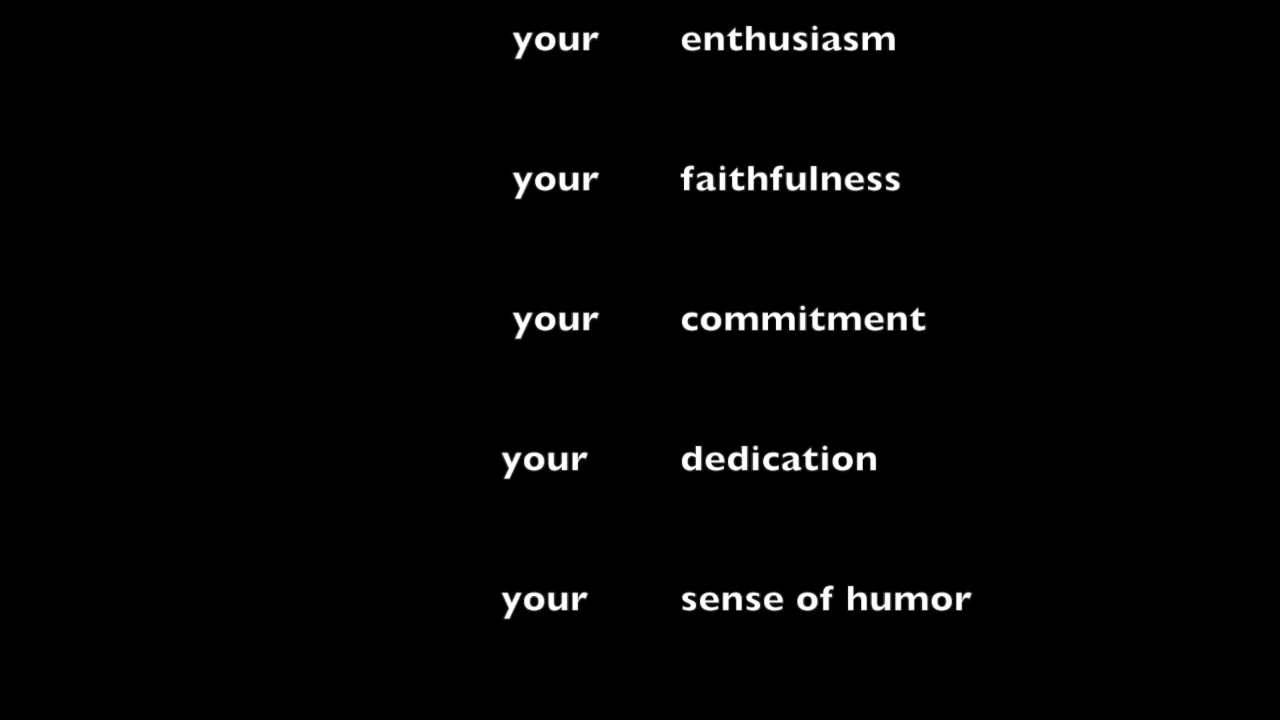 your enthusiasm
your faithfulness
your commitment
your dedication
your sense of humor